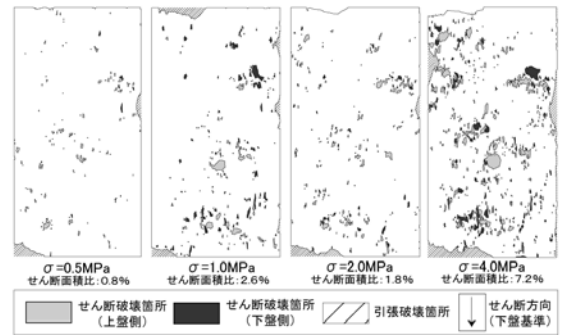 σ=0.5MPa
せん断面積比:0.8%
σ=1.0MPa
せん断面積比:2.6%
σ=2.0MPa
せん断面積比:1.8%
σ=4.0MPa
せん断面積比:7.2%
せん断破壊箇所
(上盤側)
せん断破壊箇所
(下盤側)
引張破壊箇所
せん断方向
(下盤基準)